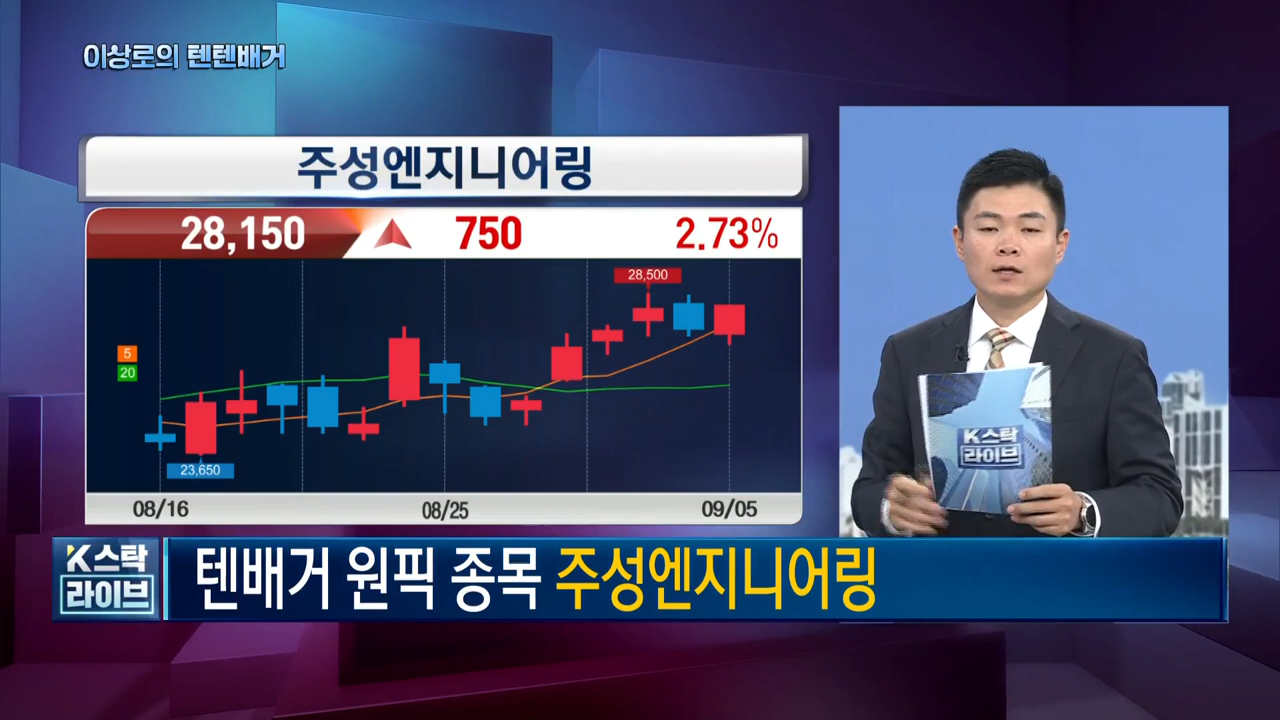 이상로의 텐텐배거
주성엔지니어링
28,150 750 2.73%
28,500
5
20
23,650
08/16 08/25 09/05
K스탁
라이브
K스탁
라이브
텐배거 원픽 종목 주성엔지니어링